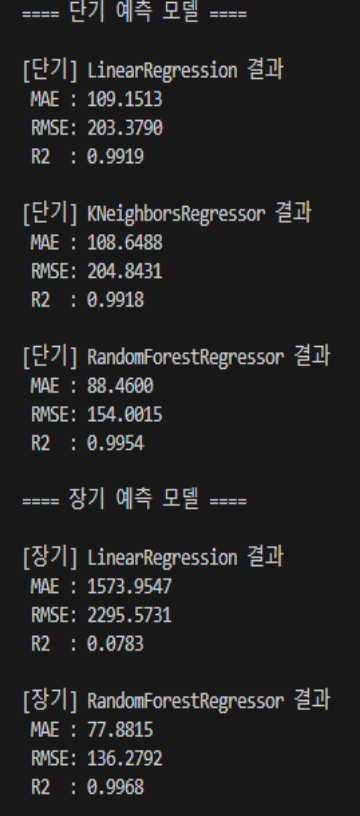 ==== 단기 예측 모델 ====
[단기] LinearRegression 결과
MAE : 109.1513
RMSE: 203.3790
R2  : 0.9919
[단기] KNeighborsRegressor 결과
MAE : 108.6488
RMSE: 204.8431
R2  : 0.9918
[단기] RandomForestRegressor 결과
MAE : 88.4600
RMSE: 154.0015
R2  : 0.9954
==== 장기 예측 모델 ====
[장기] LinearRegression 결과
MAE : 1573.9547
RMSE: 2295.5731
R2  : 0.0783
[장기] RandomForestRegressor 결과
MAE : 77.8815
RMSE: 136.2792
R2  : 0.9968